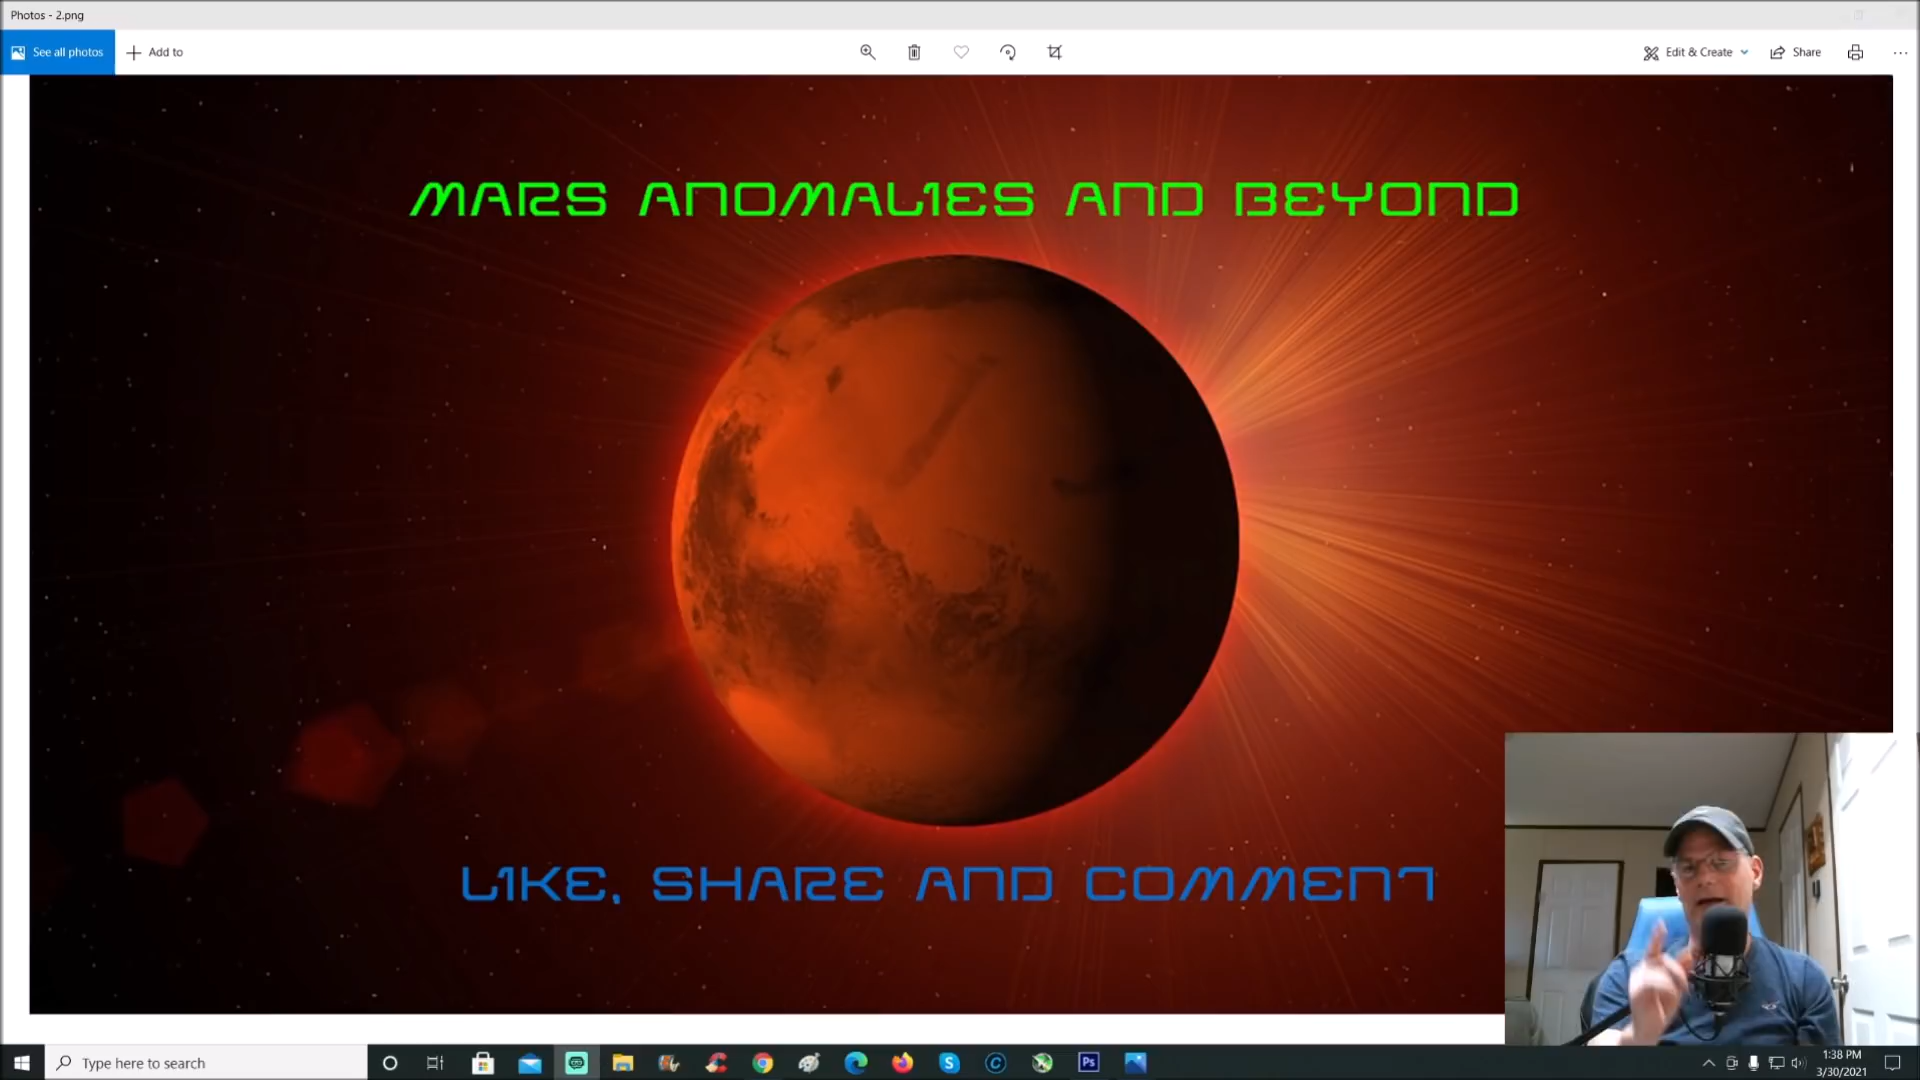 Photos - 2.png
See all photos
Add to
Edit & Create
Share
MARS ANOMALIES AND BEYOND
LIKE, SHARE AND COMMENT
Type here to search
Ps
1:38 PM
3/30/2021